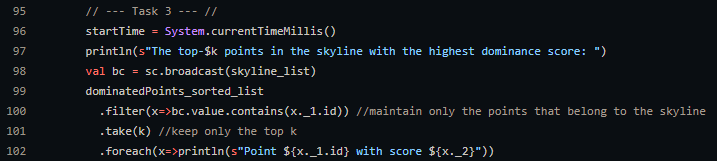 95 // --- Task 3 --- //
96 startTime = System.currentTimeMillis()
97 println(s"The top-$k points in the skyline with the highest dominance score: ")
98 val bc = sc.broadcast(skyline_list)
99 dominatedPoints_sorted_list
100 .filter(x=>bc.value.contains(x._1.id)) //maintain only the points that belong to the skyline
101 .take(k) //keep only the top k
102 .foreach(x=>println(s"Point ${x._1.id} with score ${x._2}"))